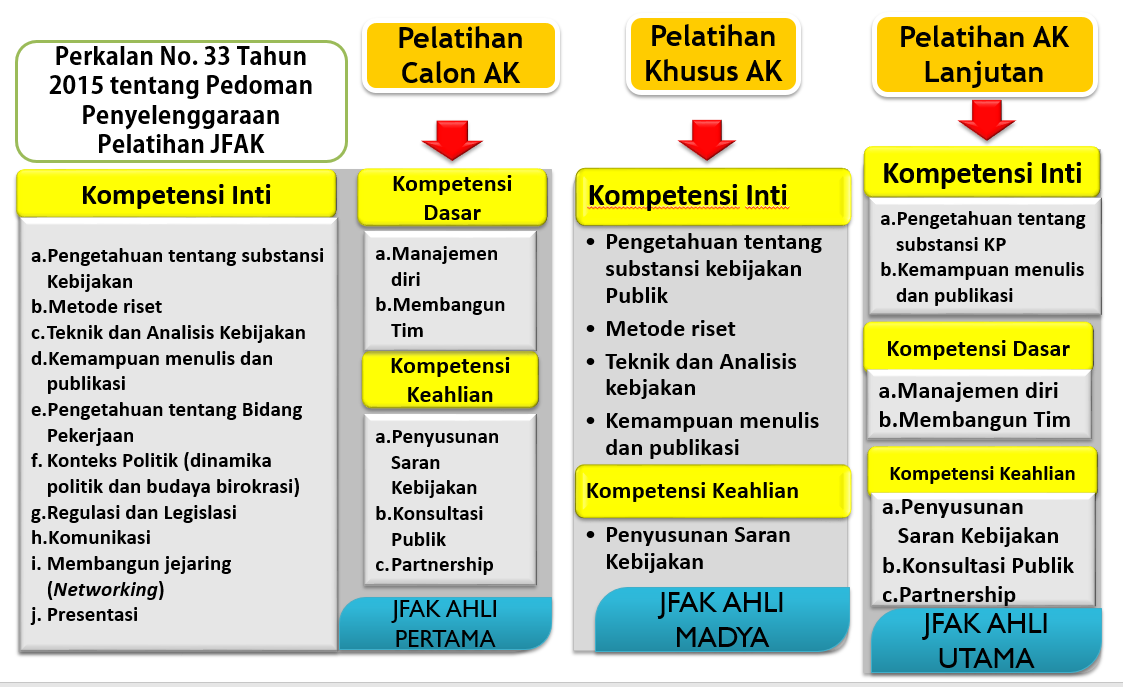 Perkalan No. 33 Tahun
2015 tentang Pedoman
Penyelenggaraan
Pelatihan JFAK
Kompetensi Inti
a.Pengetahuan tentang substansi
Kebijakan
b.Metode riset
c.Teknik dan Analisis Kebijakan
d.Kemampuan menulis dan
publikasi
e.Pengetahuan tentang Bidang
Pekerjaan
f. Konteks Politik (dinamika
politik dan budaya birokrasi)
g.Regulasi dan Legislasi
h.Komunikasi
i. Membangun jejaring
(Networking)
j. Presentasi
Pelatihan
Calon AK
Kompetensi
Dasar
a.Manajemen
diri
b.Membangun
Tim
Kompetensi
Keahlian
a.Penyusunan
Saran
Kebijakan
b.Konsultasi
Publik
c.Partnership
JFAK AHLI
PERTAMA
Pelatihan
Khusus AK
Kompetensi Inti
• Pengetahuan tentang
substansi kebijakan
Publik
• Metode riset
• Teknik dan Analisis
kebjakan
• Kemampuan menulis
dan publikasi
Kompetensi Keahlian
• Penyusunan Saran
Kebijakan
JFAK AHLI
MADYA
Pelatihan AK
Lanjutan
Kompetensi Inti
a.Pengetahuan tentang
substansi KP
b.Kemampuan menulis
dan publikasi
Kompetensi Dasar
a.Manajemen diri
b.Membangun Tim
Kompetensi Keahlian
a.Penyusunan
Saran Kebijakan
b.Konsultasi Publik
c.Partnership
JFAK AHLI
UTAMA